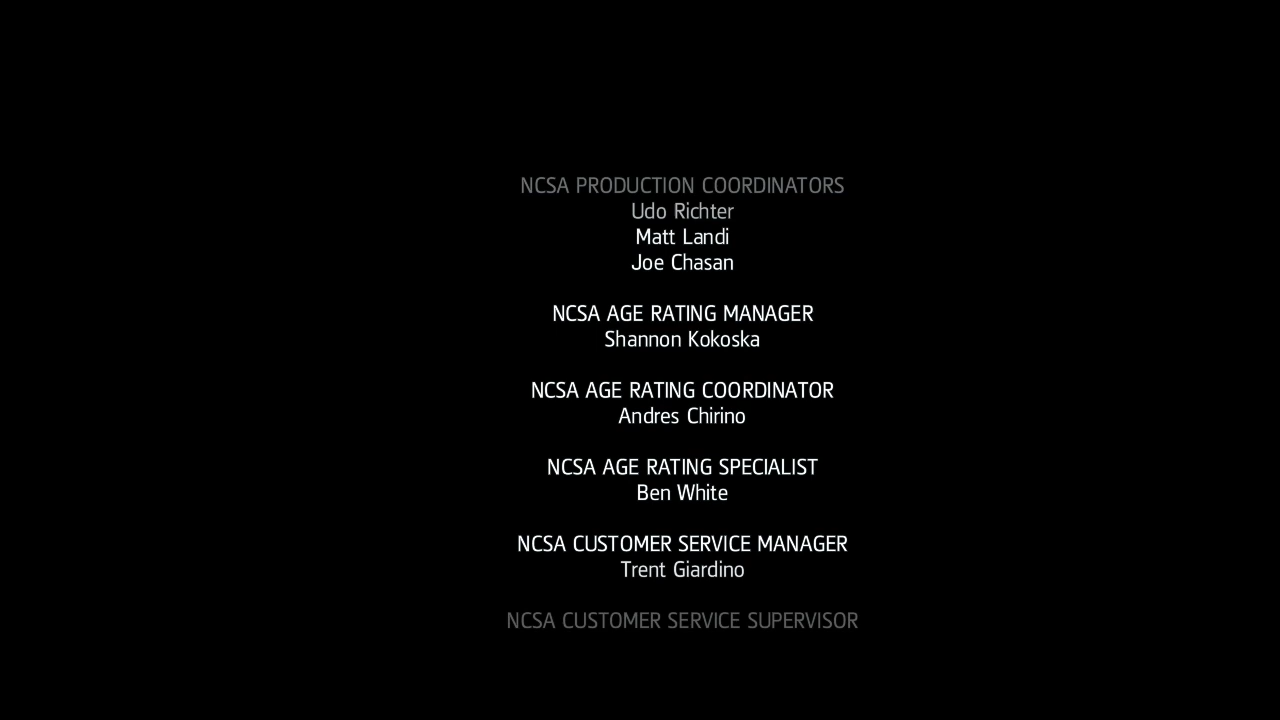 NCSA PRODUCTION COORDINATORS
Udo Richter
Matt Landi
Joe Chasan
NCSA AGE RATING MANAGER
Shannon Kokoska
NCSA AGE RATING COORDINATOR
Andres Chirino
NCSA AGE RATING SPECIALIST
Ben White
NCSA CUSTOMER SERVICE MANAGER
Trent Giardino
NCSA CUSTOMER SERVICE SUPERVISOR